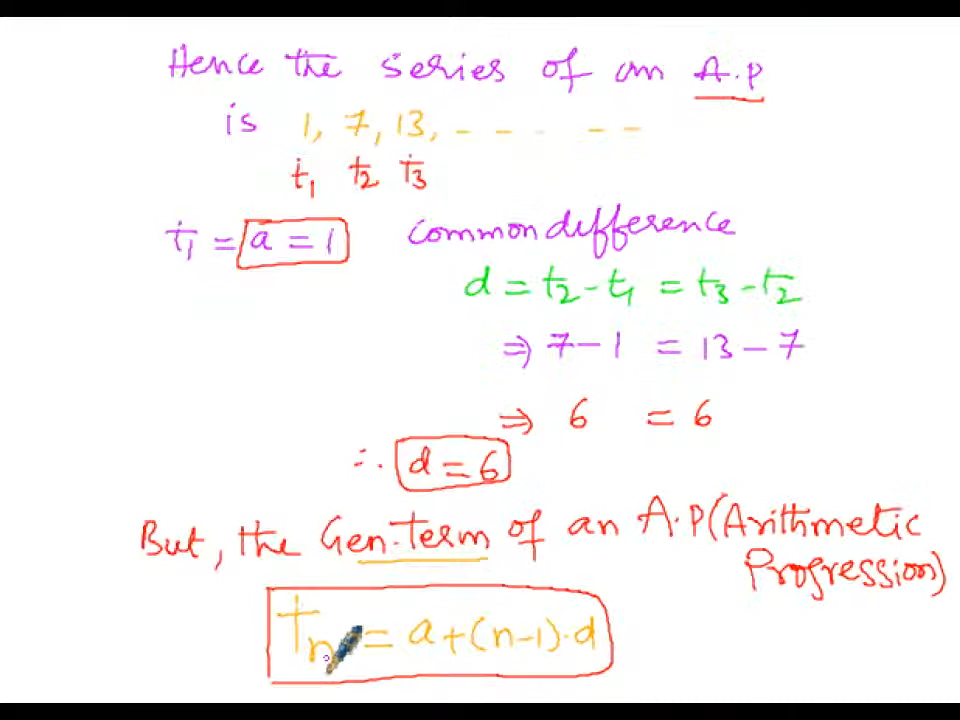 Hence the series of an A.P
is 1, 7, 13, - - - - -
t1 t2 t3
t1 = a = 1 common difference
d = t2 - t1 = t3 - t2
⇒ 7 - 1 = 13 - 7
⇒ 6 = 6
∴ d = 6
But, the Gen.term of an A.P (Arithmetic
Progression)
Tn = a + (n-1).d